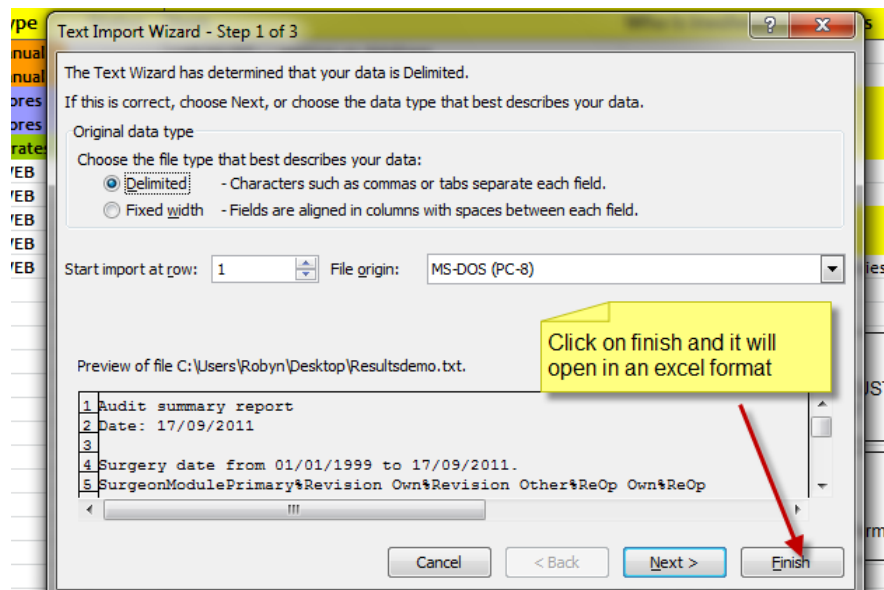 ype
Text Import Wizard - Step 1 of 3
s
nual
The Text Wizard has determined that your data is Delimited.
nual
If this is correct, choose Next, or choose the data type that best describes your data.
ores
Original data type
ores
Choose the file type that best describes your data:
rates
Delimited - Characters such as commas or tabs separate each field.
EB
Fixed width - Fields are aligned in columns with spaces between each field.
EB
EB
EB
EB
Start import at row: 1 File origin: MS-DOS (PC-8)
ies
Click on finish and it will
open in an excel format
Preview of file C:\Users\Robyn\Desktop\Resultsdemo.txt.
UST
1 Audit summary report
2 Date: 17/09/2011
3
4 Surgery date from 01/01/1999 to 17/09/2011.
5 SurgeonModulePrimary%Revision Own%Revision Other%ReOp Own%ReOp
rm
Cancel < Back Next > Finish